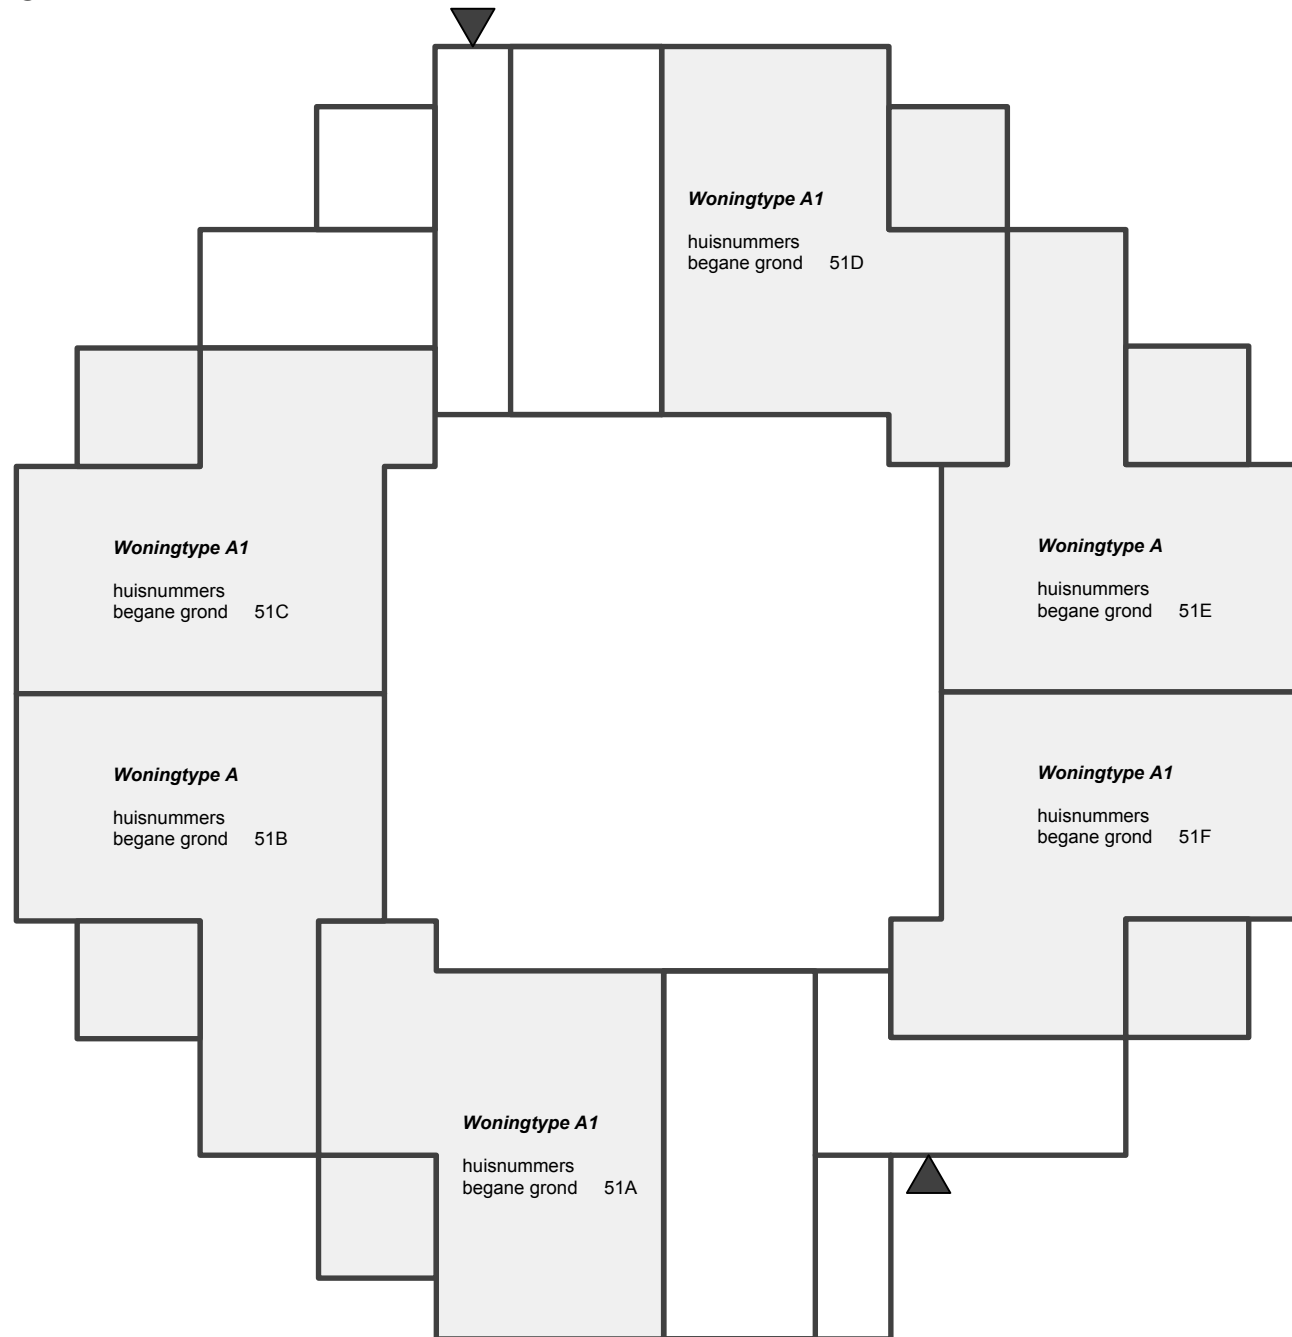 Woningtype A1
huisnummers
begane grond 51D
Woningtype A1
huisnummers
begane grond 51C
Woningtype A
huisnummers
begane grond 51E
Woningtype A
huisnummers
begane grond 51B
Woningtype A1
huisnummers
begane grond 51F
Woningtype A1
huisnummers
begane grond 51A